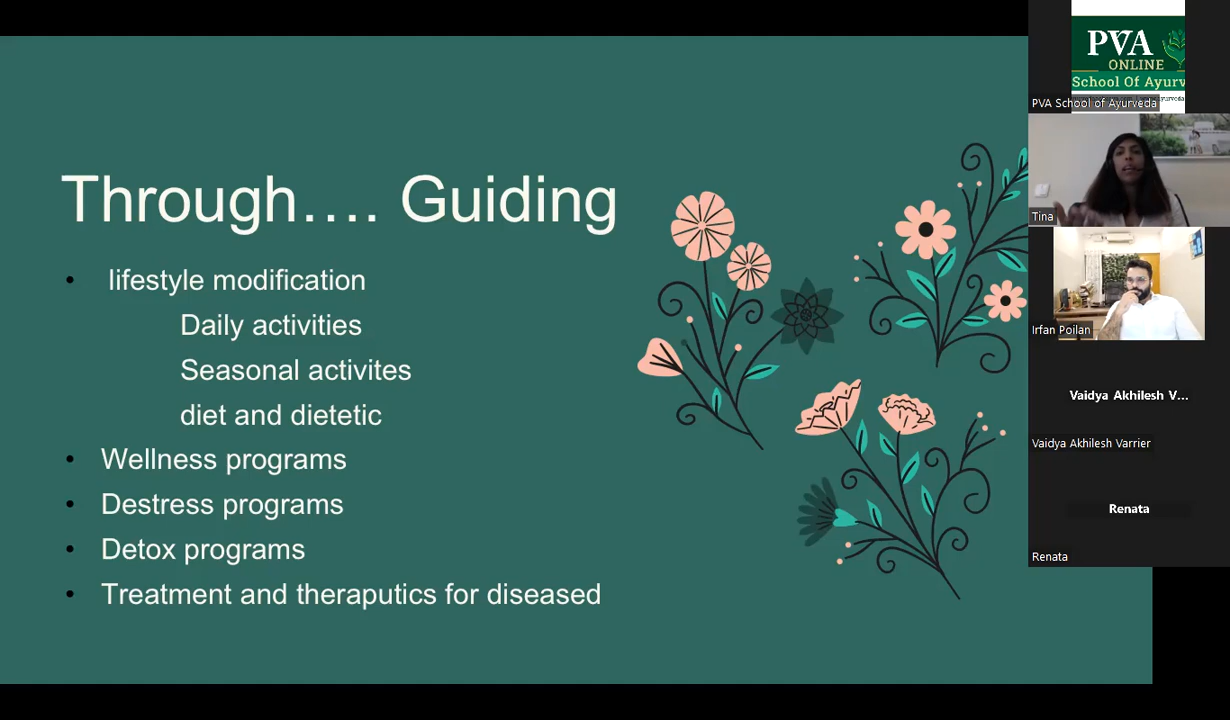 Through.... Guiding
• lifestyle modification
Daily activities
Seasonal activites
diet and dietetic
• Wellness programs
• Destress programs
• Detox programs
• Treatment and theraputics for diseased
PVA
ONLINE
School Of Ayurv
PVA School of Ayurveda
Tina
Irfan Poilan
Vaidya Akhilesh V...
Vaidya Akhilesh Varrier
Renata
Renata